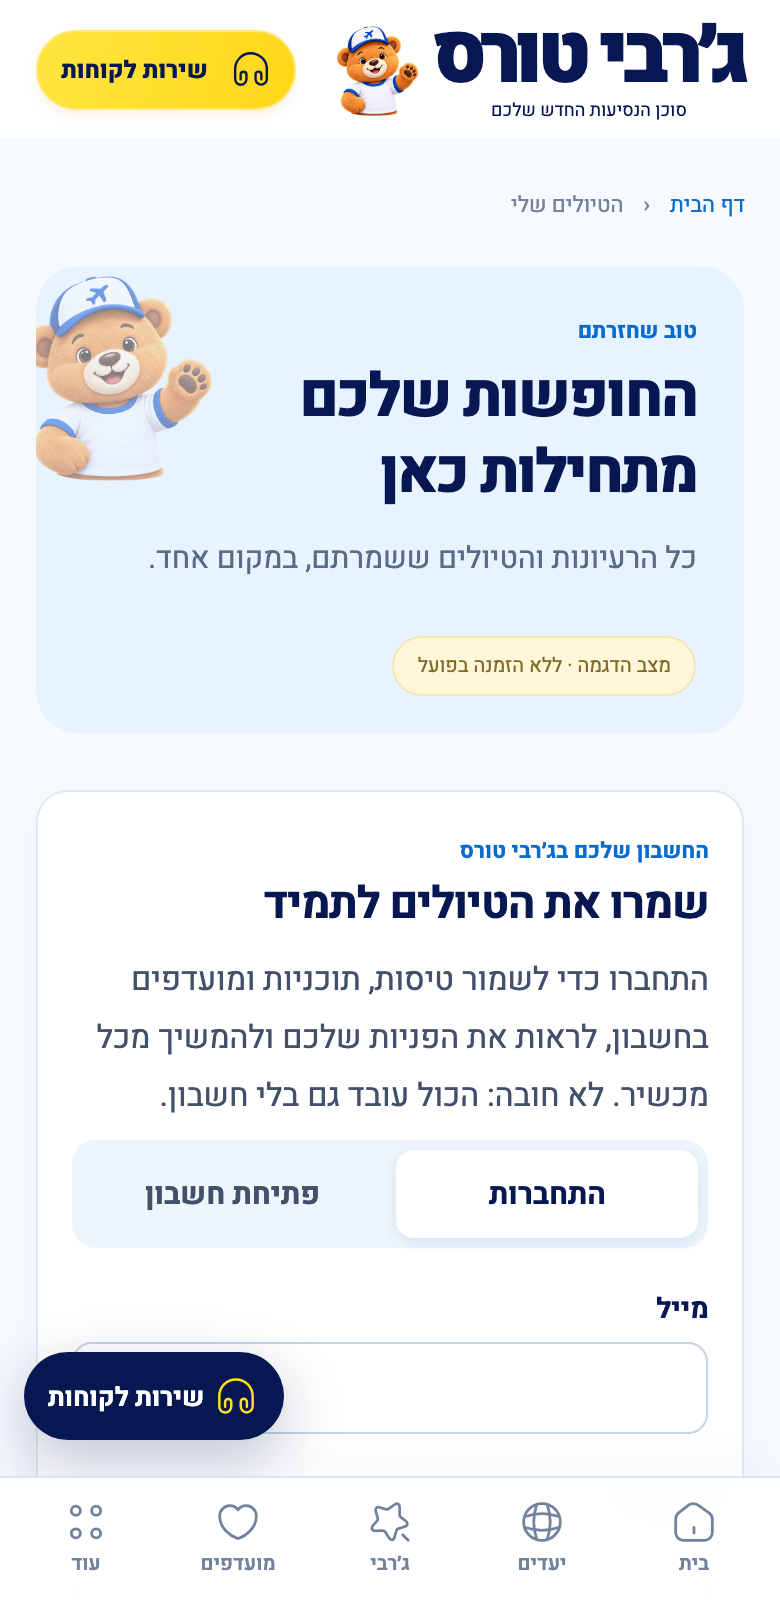 ג׳רבי טורס
סוכן הנסיעות החדש שלכם
שירות לקוחות
דף הבית ‹ הטיולים שלי
טוב שחזרתם
החופשות שלכם
מתחילות כאן
כל הרעיונות והטיולים ששמרתם, במקום אחד.
מצב הדגמה · ללא הזמנה בפועל
החשבון שלכם בג׳רבי טורס
שמרו את הטיולים לתמיד
התחברו כדי לשמור טיסות, תוכניות ומועדפים
בחשבון, לראות את הפניות שלכם ולהמשיך מכל
מכשיר. לא חובה: הכול עובד גם בלי חשבון.
התחברות
פתיחת חשבון
מייל
שירות לקוחות
בית
יעדים
ג׳רבי
מועדפים
עוד